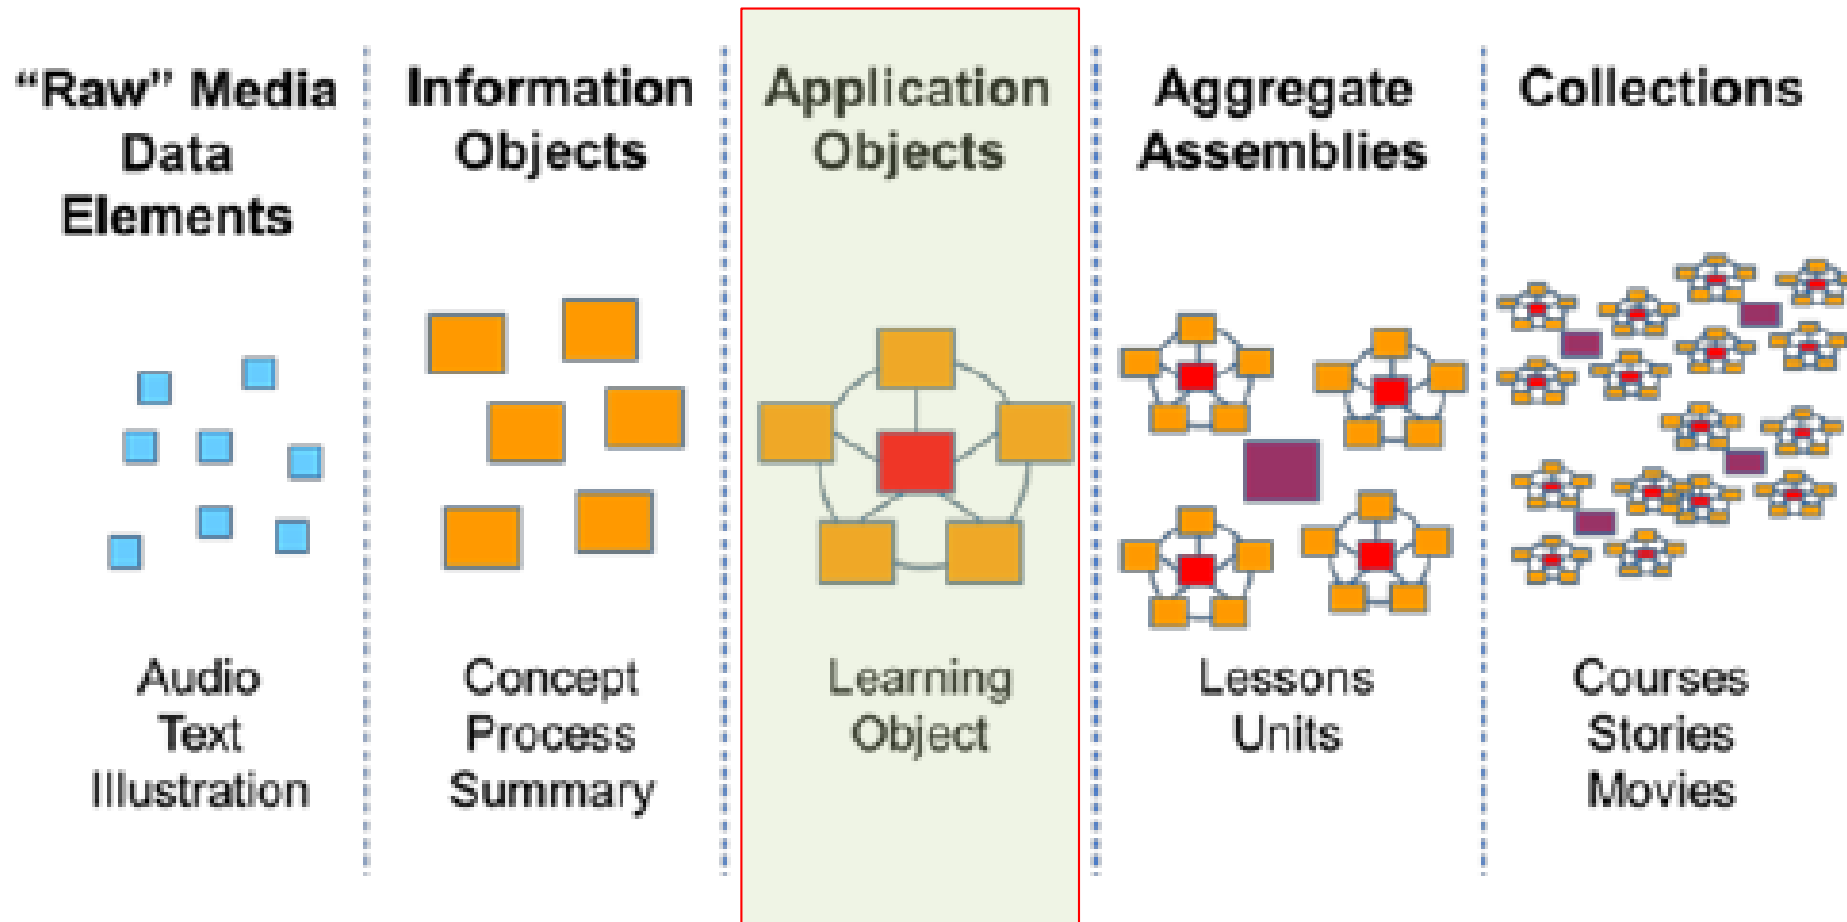 “Raw” Media
Data
Elements
Audio
Text
Illustration
Information
Objects
Concept
Process
Summary
Application
Objects
Learning
Object
Aggregate
Assemblies
Lessons
Units
Collections
Courses
Stories
Movies